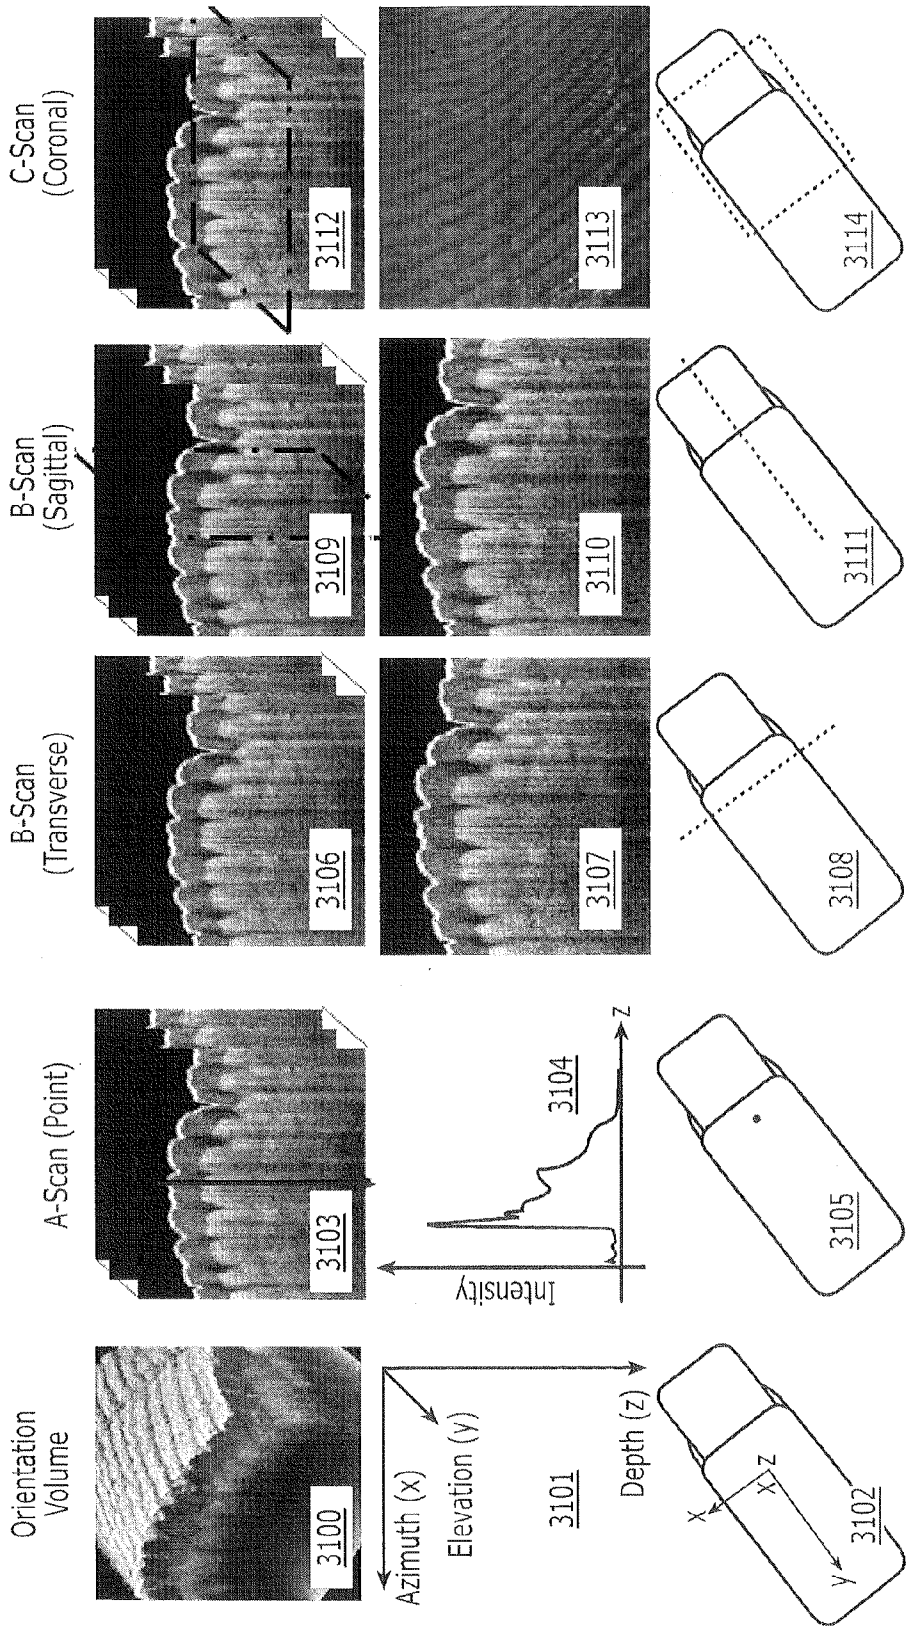 Orientation
Volume
3100
Azimuth (x)
Elevation (y)
Depth (z)
3101
X
X
Z
y
3102
A-Scan (Point)
3103
Intensity
3104
Z
3105
B-Scan
(Transverse)
3106
3107
3108
B-Scan
(Sagittal)
3109
3110
3111
C-Scan
(Coronal)
3112
3113
3114